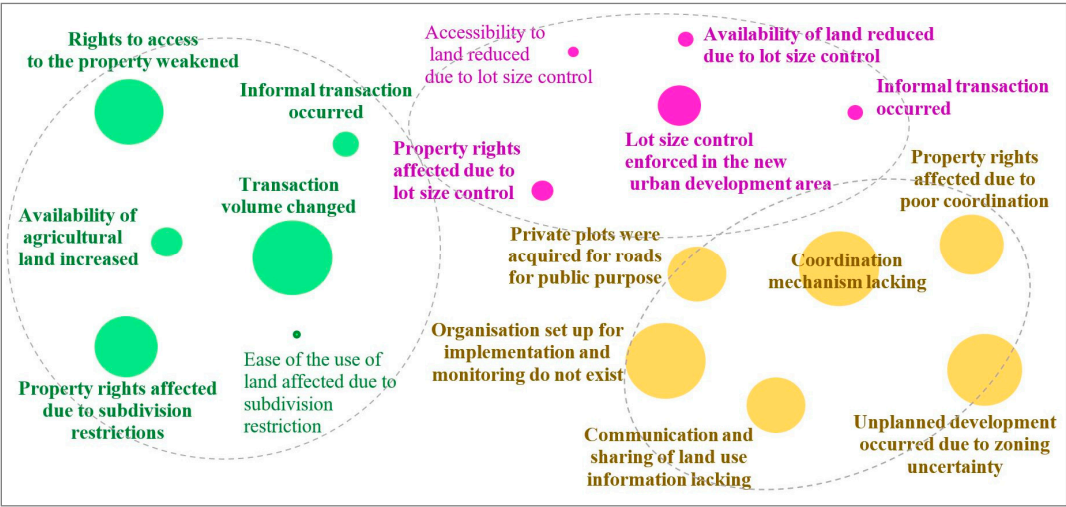 Rights to access
to the property weakened
Informal transaction
occurred
Transaction
volume changed
Availability of
agricultural
land increased
Property rights affected
due to subdivision
restrictions
Ease of the use of
land affected due to
subdivision
restriction
Accessibility to
land reduced
due to lot size control
Availability of land reduced
due to lot size control
Informal transaction
occurred
Lot size control
enforced in the new
urban development area
Property rights
affected due to
lot size control
Property rights
affected due to
poor coordination
Private plots were
acquired for roads
for public purpose
Coordination
mechanism lacking
Organisation set up for
implementation and
monitoring do not exist
Communication and
sharing of land use
information lacking
Unplanned development
occurred due to zoning
uncertainty